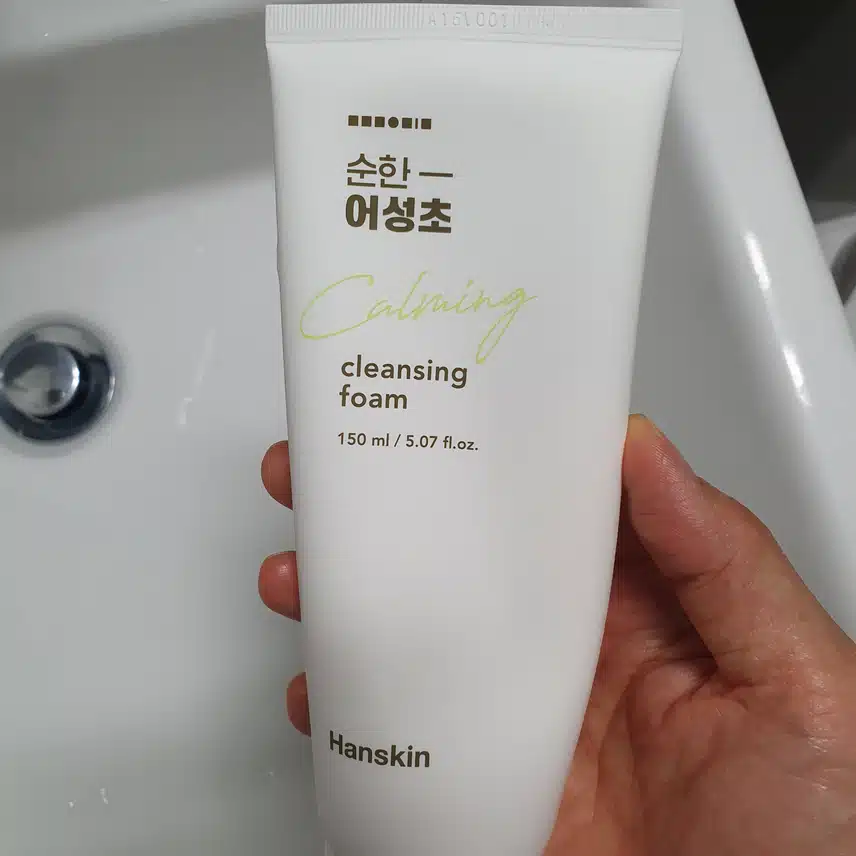 순한 —
어성초
Calming
cleansing
foam
150 ml / 5.07 fl.oz.
Hanskin